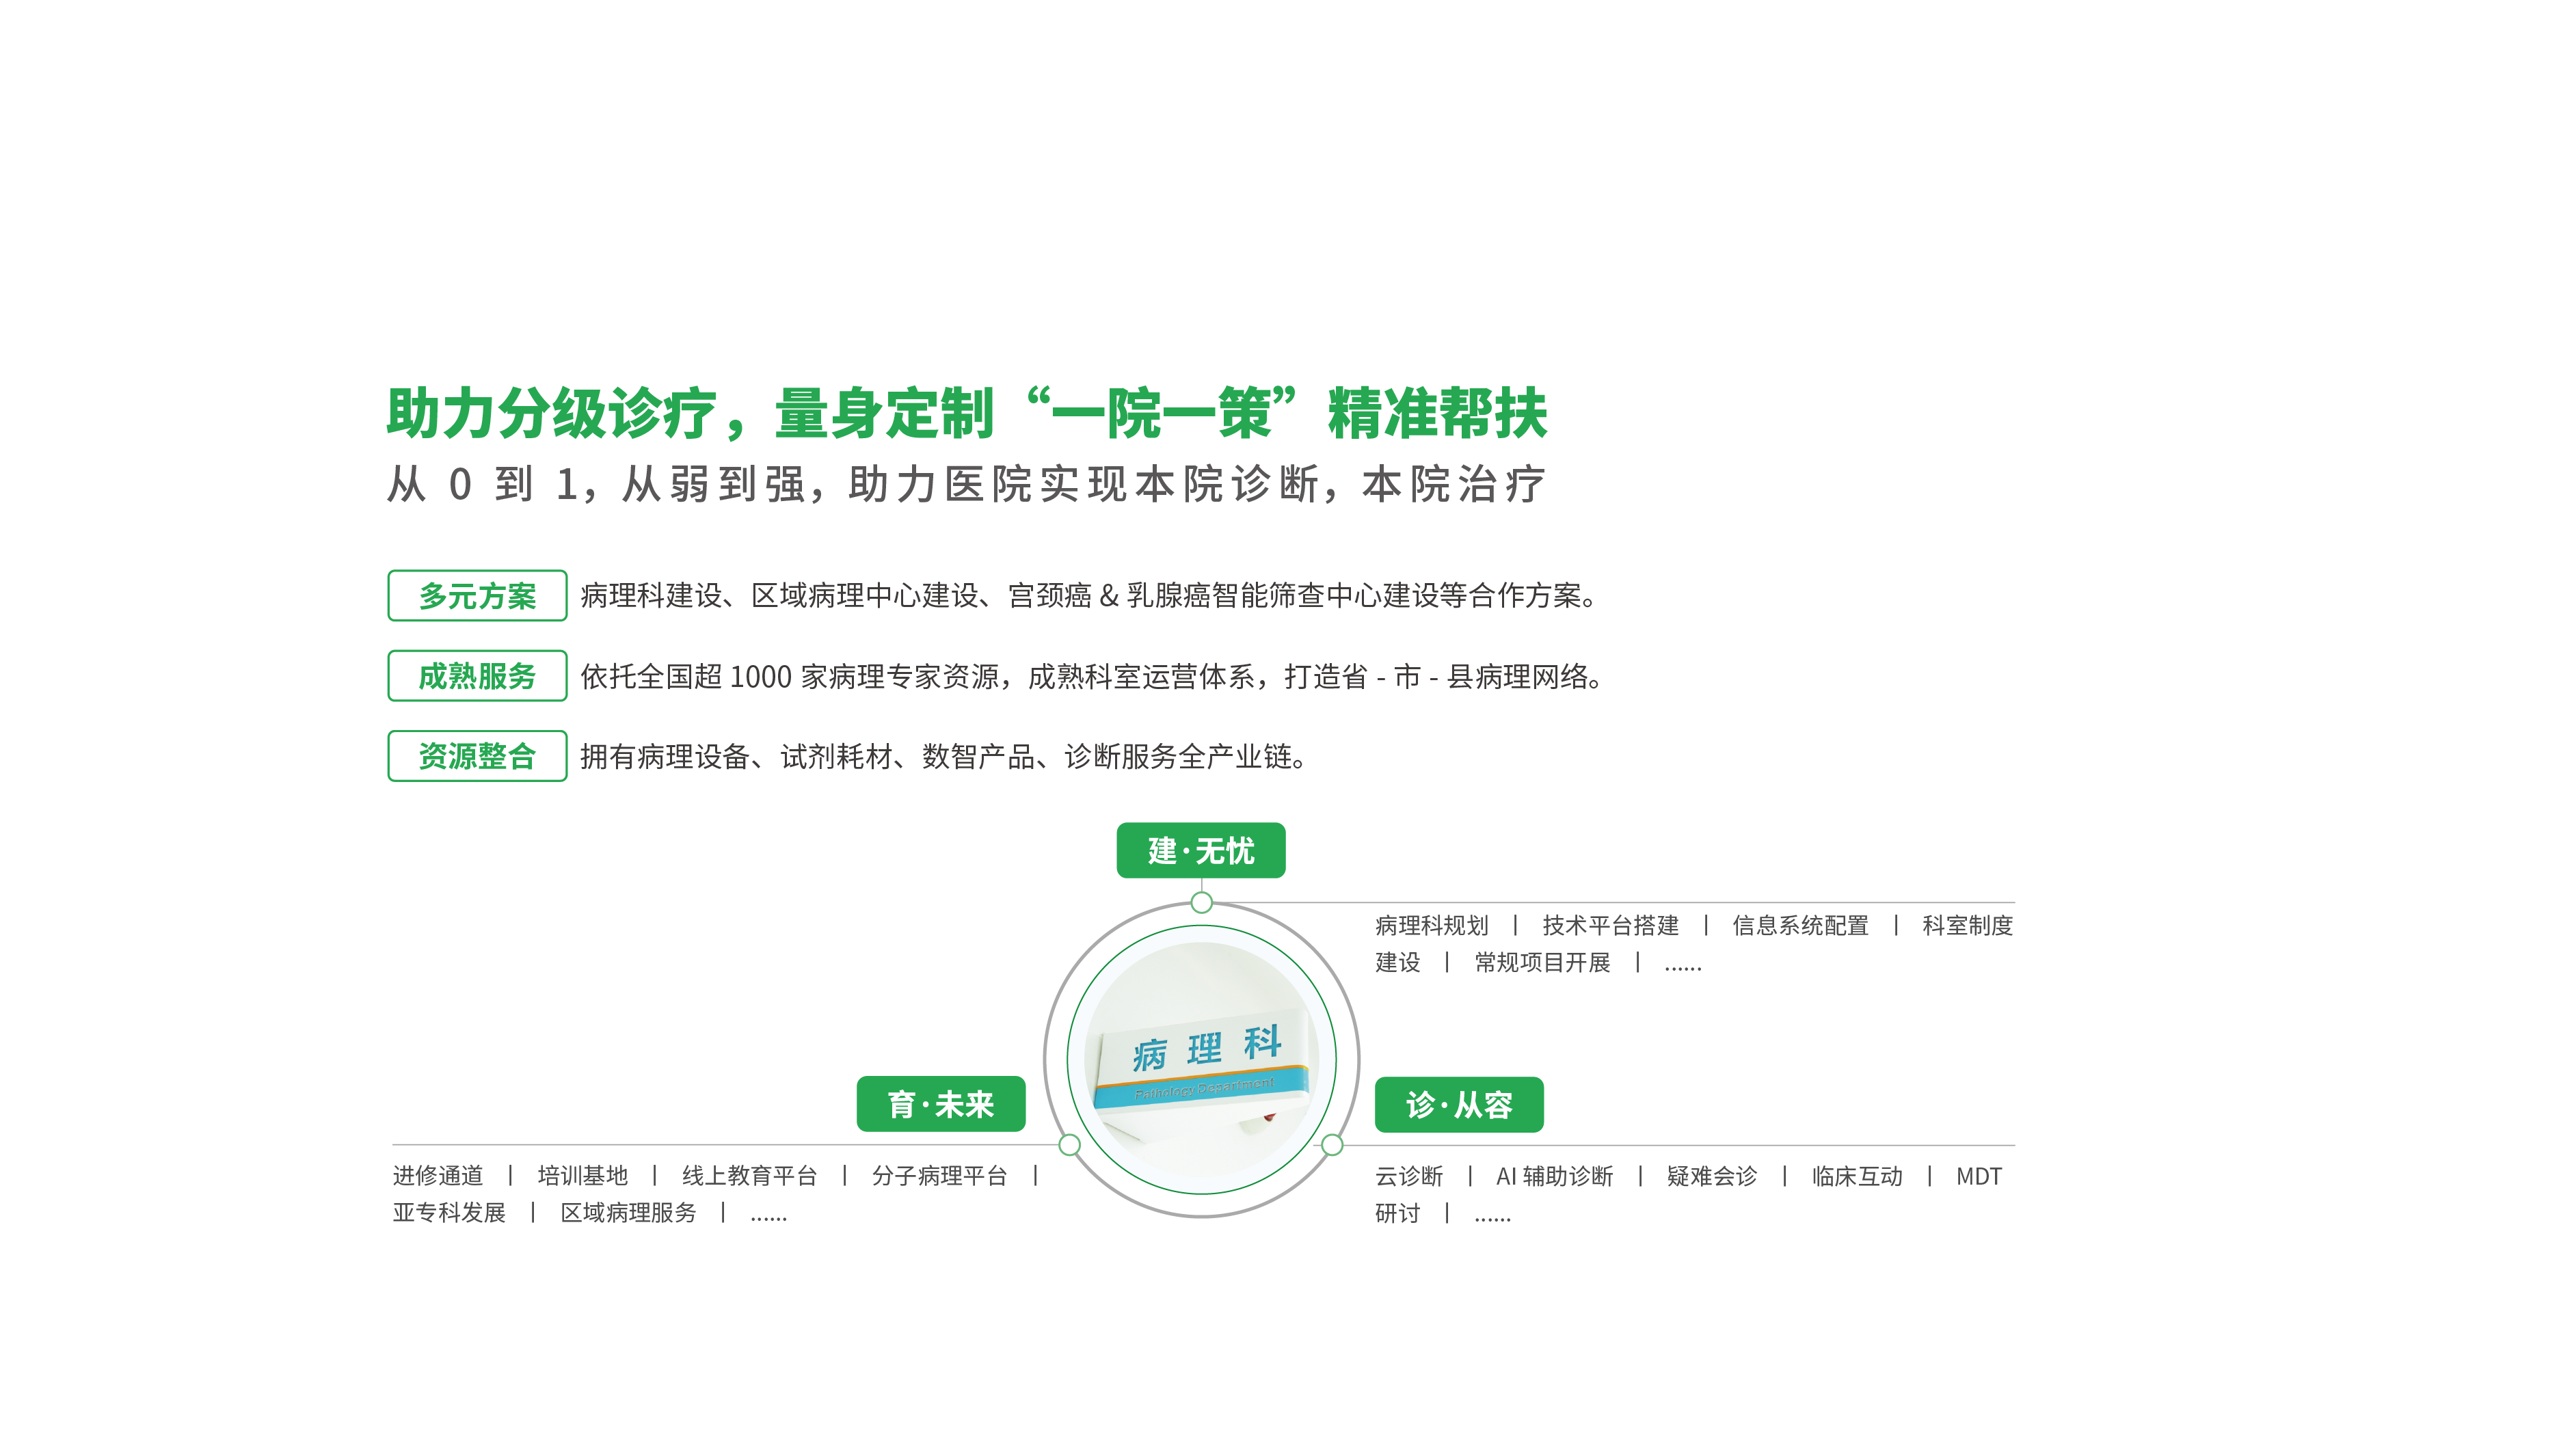 助力分级诊疗，量身定制“一院一策”精准帮扶
从 0 到 1，从弱到强，助力医院实现本院诊断，本院治疗
多元方案 病理科建设、区域病理中心建设、宫颈癌 & 乳腺癌智能筛查中心建设等合作方案。
成熟服务 依托全国超 1000 家病理专家资源，成熟科室运营体系，打造省 - 市 - 县病理网络。
资源整合 拥有病理设备、试剂耗材、数智产品、诊断服务全产业链。
建·无忧
病理科规划 | 技术平台搭建 | 信息系统配置 | 科室制度
建设 | 常规项目开展 | ......
病理科
Pathology Department
育·未来
进修通道 | 培训基地 | 线上教育平台 | 分子病理平台 |
亚专科发展 | 区域病理服务 | ......
诊·从容
云诊断 | AI 辅助诊断 | 疑难会诊 | 临床互动 | MDT
研讨 | ......